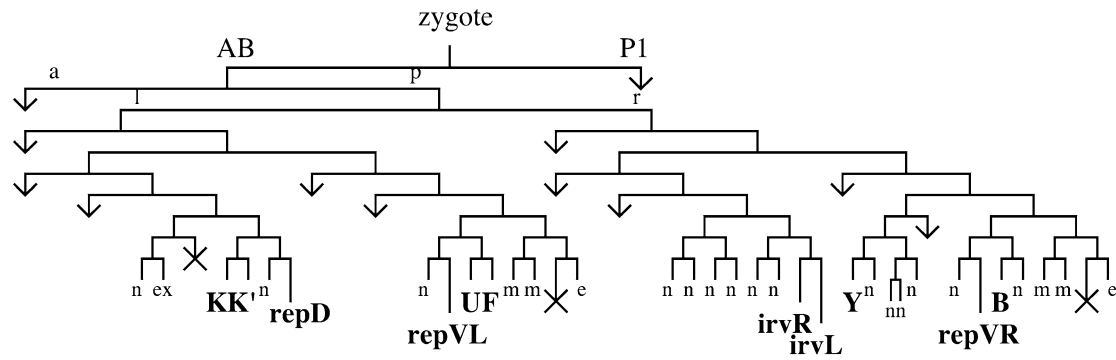 zygote
AB P1
a p
l r
n ex KK' n repD n repVL UF m m e n n n n n n irvR irvL Y n nn n n repVR B n m m e